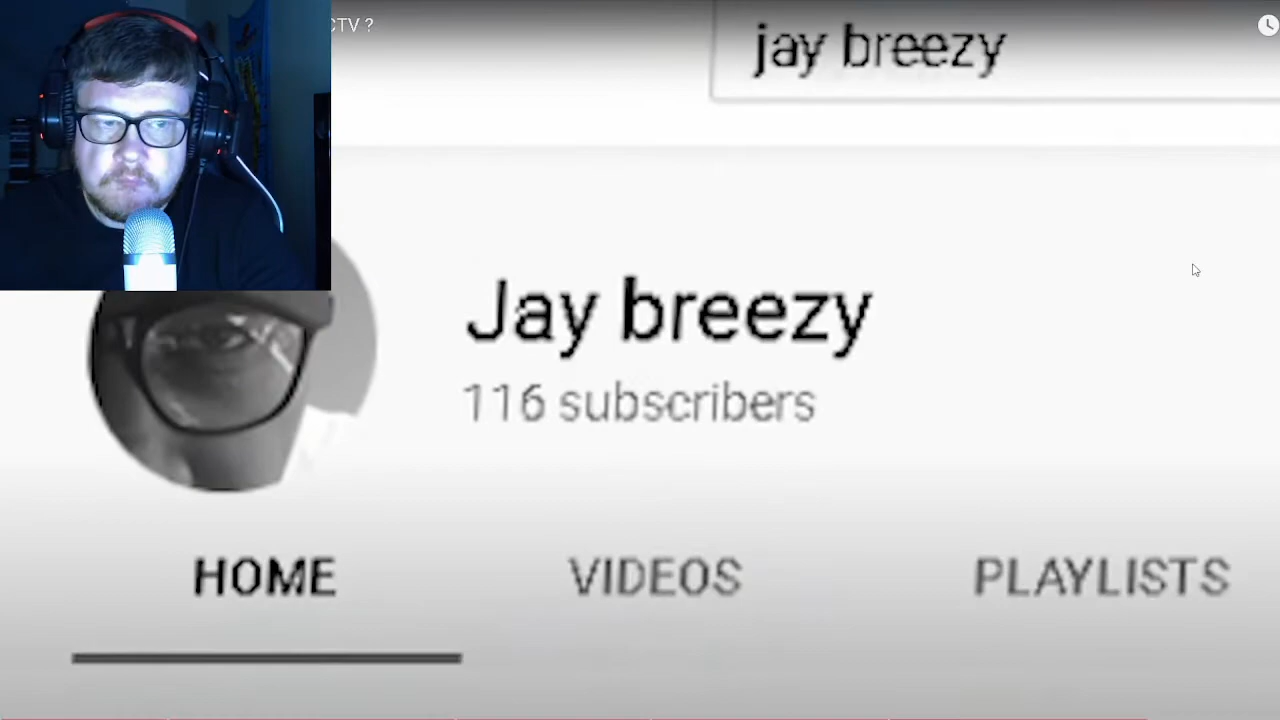 CTV ?
jay breezy
Jay breezy
116 subscribers
HOME
VIDEOS
PLAYLISTS